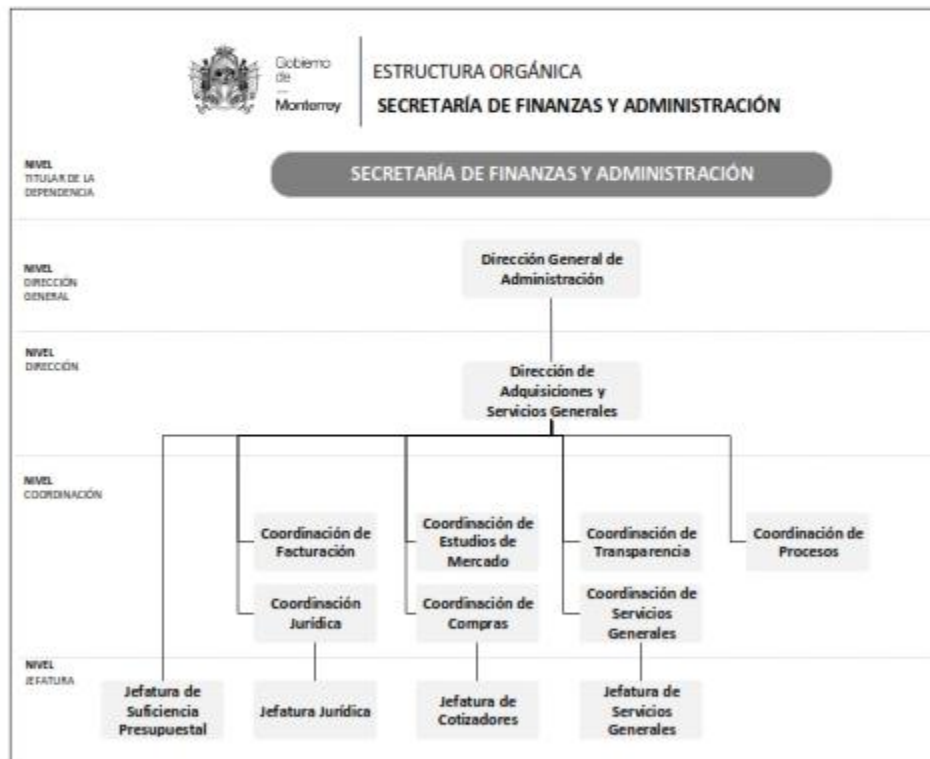 Gobierno
de
—
Monterrey
ESTRUCTURA ORGÁNICA
SECRETARÍA DE FINANZAS Y ADMINISTRACIÓN
NIVEL
TITULAR DE LA
DEPENDENCIA
SECRETARÍA DE FINANZAS Y ADMINISTRACIÓN
NIVEL
DIRECCIÓN
GENERAL
Dirección General de
Administración
NIVEL
DIRECCIÓN
Dirección de
Adquisiciones y
Servicios Generales
NIVEL
COORDINACIÓN
Coordinación de
Facturación
Coordinación de
Estudios de
Mercado
Coordinación de
Transparencia
Coordinación de
Procesos
Coordinación
Jurídica
Coordinación de
Compras
Coordinación de
Servicios
Generales
NIVEL
JEFATURA
Jefatura de
Suficiencia
Presupuestal
Jefatura Jurídica
Jefatura de
Cotizadores
Jefatura de
Servicios
Generales